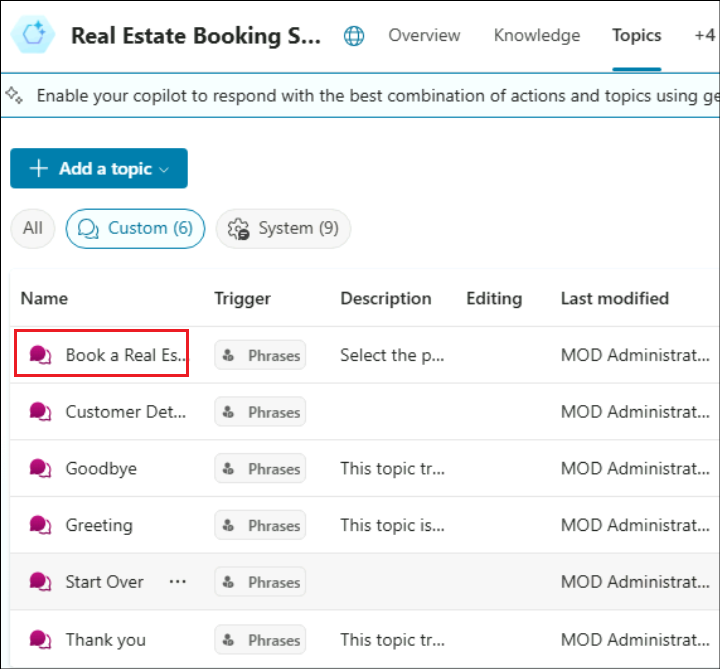 Real Estate Booking S... Overview Knowledge Topics +4
Enable your copilot to respond with the best combination of actions and topics using ge
Add a topic
All Custom (6) System (9)
Name Trigger Description Editing Last modified
Book a Real Es... Phrases Select the p... MOD Administrat...
Customer Det... Phrases MOD Administrat...
Goodbye Phrases This topic tr... MOD Administrat...
Greeting Phrases This topic is... MOD Administrat...
Start Over ... Phrases MOD Administrat...
Thank you Phrases This topic tr... MOD Administrat...